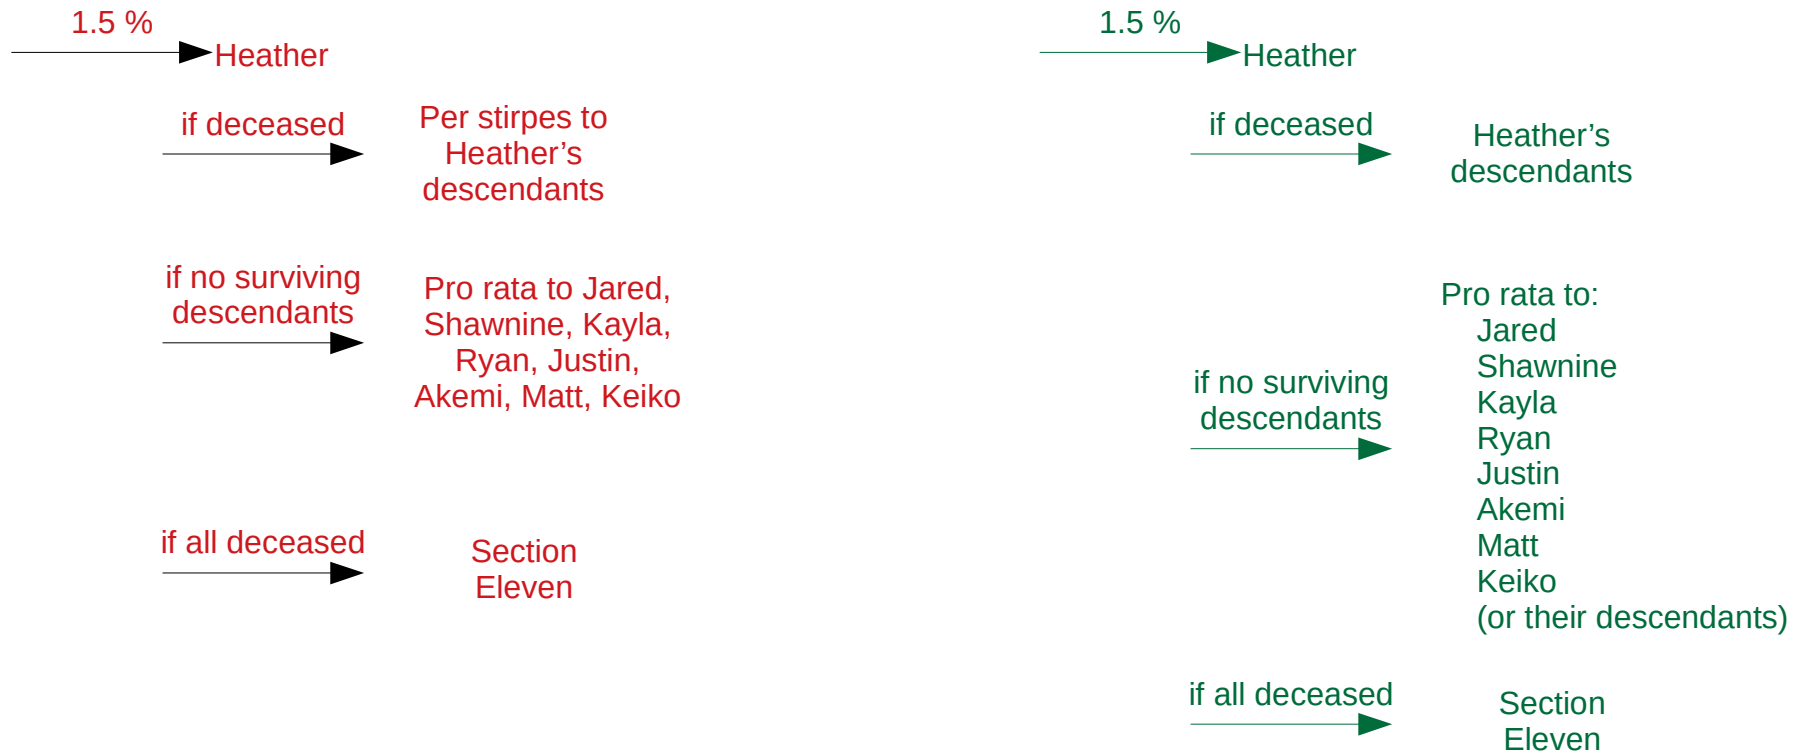 1.5 %
Heather
if deceased
Per stirpes to
Heather’s
descendants
if no surviving
descendants
Pro rata to Jared,
Shawnine, Kayla,
Ryan, Justin,
Akemi, Matt, Keiko
if all deceased
Section
Eleven
1.5 %
Heather
if deceased
Heather’s
descendants
if no surviving
descendants
Pro rata to:
Jared
Shawnine
Kayla
Ryan
Justin
Akemi
Matt
Keiko
(or their descendants)
if all deceased
Section
Eleven